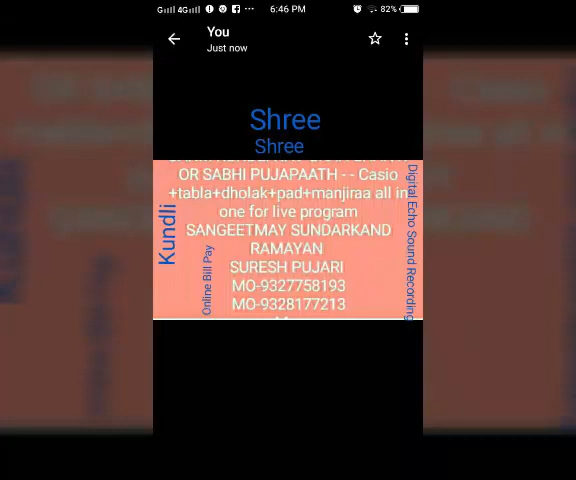 6:46 PM
82%
You
Just now
Shree
Shree
OR SABHI PUJAPAATH - - Casio
+tabla+dholak+pad+manjiraa all in
one for live program
SANGEETMAY SUNDARKAND
RAMAYAN
SURESH PUJARI
MO-9327758193
MO-9328177213
Kundli
Online Bill Pay
Digital Echo Sound Recording